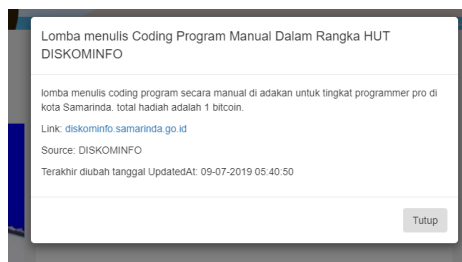 Lomba menulis Coding Program Manual Dalam Rangka HUT
DISKOMINFO
lomba menulis coding program secara manual di adakan untuk tingkat programmer pro di
kota Samarinda. total hadiah adalah 1 bitcoin.
Link: diskominfo.samarinda.go.id
Source: DISKOMINFO
Terakhir diubah tanggal UpdatedAt: 09-07-2019 05:40:50
Tutup